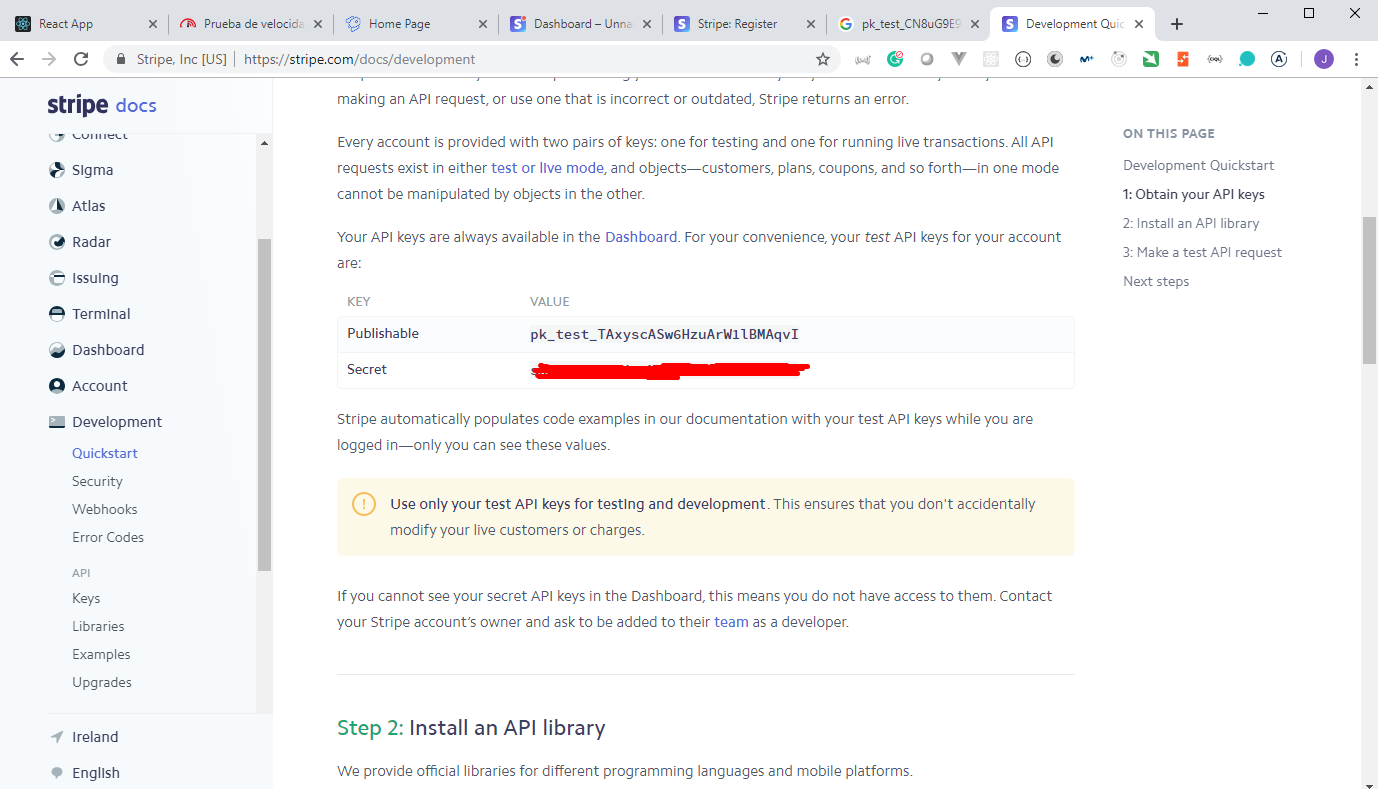 React App
Prueba de velocida
Home Page
Dashboard – Unna
Stripe: Register
pk_test_CN8uG9E9
Development Quic
Stripe, Inc [US] | https://stripe.com/docs/development
stripe docs
Connect
Sigma
Atlas
Radar
Issuing
Terminal
Dashboard
Account
Development
Quickstart
Security
Webhooks
Error Codes
API
Keys
Libraries
Examples
Upgrades
Ireland
English
making an API request, or use one that is incorrect or outdated, Stripe returns an error.
Every account is provided with two pairs of keys: one for testing and one for running live transactions. All API
requests exist in either test or live mode, and objects—customers, plans, coupons, and so forth—in one mode
cannot be manipulated by objects in the other.
Your API keys are always available in the Dashboard. For your convenience, your test API keys for your account
are:
KEY VALUE
Publishable pk_test_TAxyscASw6HzuArW1lBMAqvI
Secret
Stripe automatically populates code examples in our documentation with your test API keys while you are
logged in—only you can see these values.
Use only your test API keys for testing and development. This ensures that you don't accidentally
modify your live customers or charges.
If you cannot see your secret API keys in the Dashboard, this means you do not have access to them. Contact
your Stripe account's owner and ask to be added to their team as a developer.
Step 2: Install an API library
We provide official libraries for different programming languages and mobile platforms.
ON THIS PAGE
Development Quickstart
1: Obtain your API keys
2: Install an API library
3: Make a test API request
Next steps